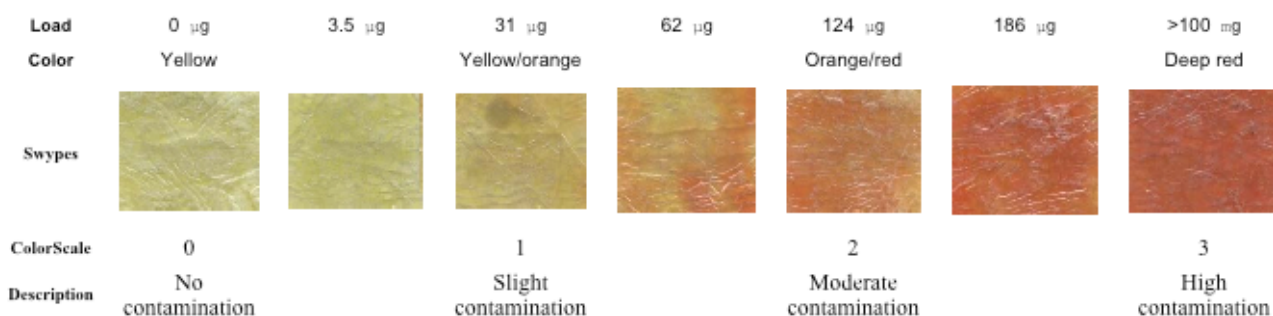 Load 0 μg 3.5 μg 31 μg 62 μg 124 μg 186 μg >100 mg
Color Yellow Yellow/orange Orange/red Deep red
Swypes
ColorScale 0 1 2 3
Description No contamination Slight contamination Moderate contamination High contamination